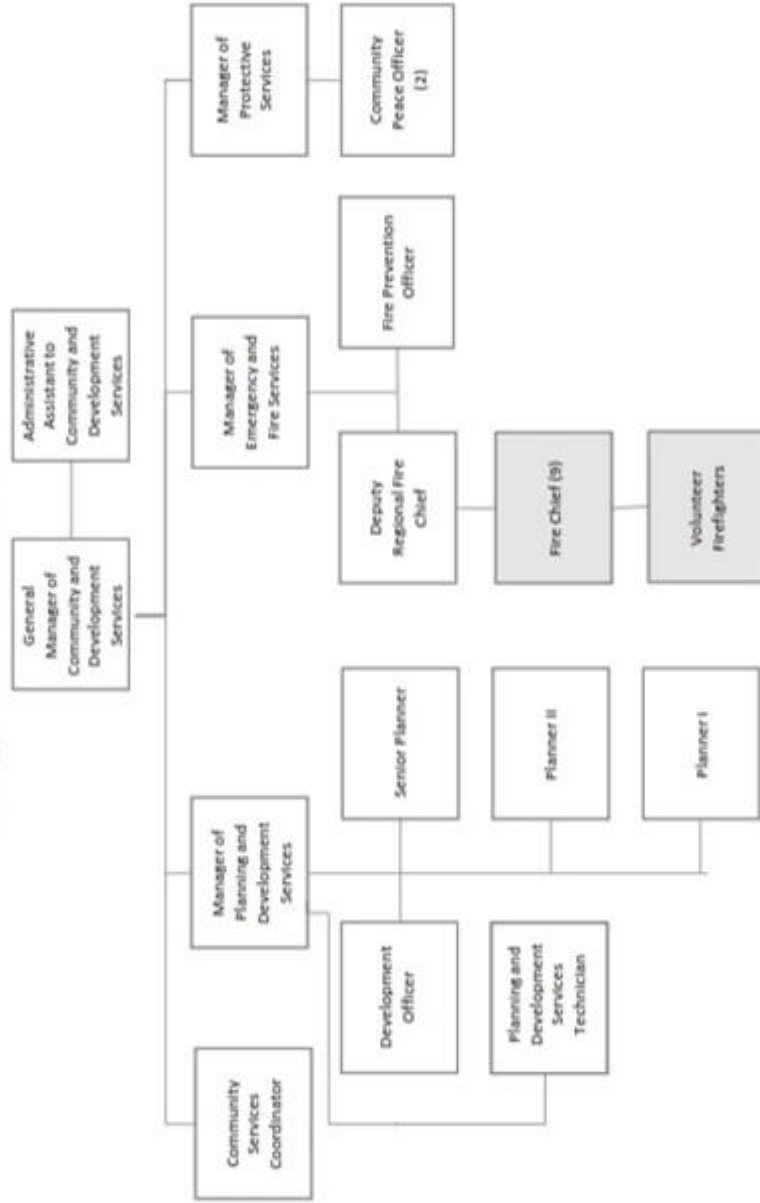 General
Manager of
Community and
Development
Services
Administrative
Assistant to
Community and
Development
Services
Community
Services
Coordinator
Manager of
Planning and
Development
Services
Manager of
Emergency and
Fire Services
Manager of
Protective
Services
Development
Officer
Senior Planner
Deputy
Regional Fire
Chief
Fire Prevention
Officer
Community
Peace Officer
(2)
Planning and
Development
Services
Technician
Planner II
Fire Chief (9)
Planner I
Volunteer
Firefighters